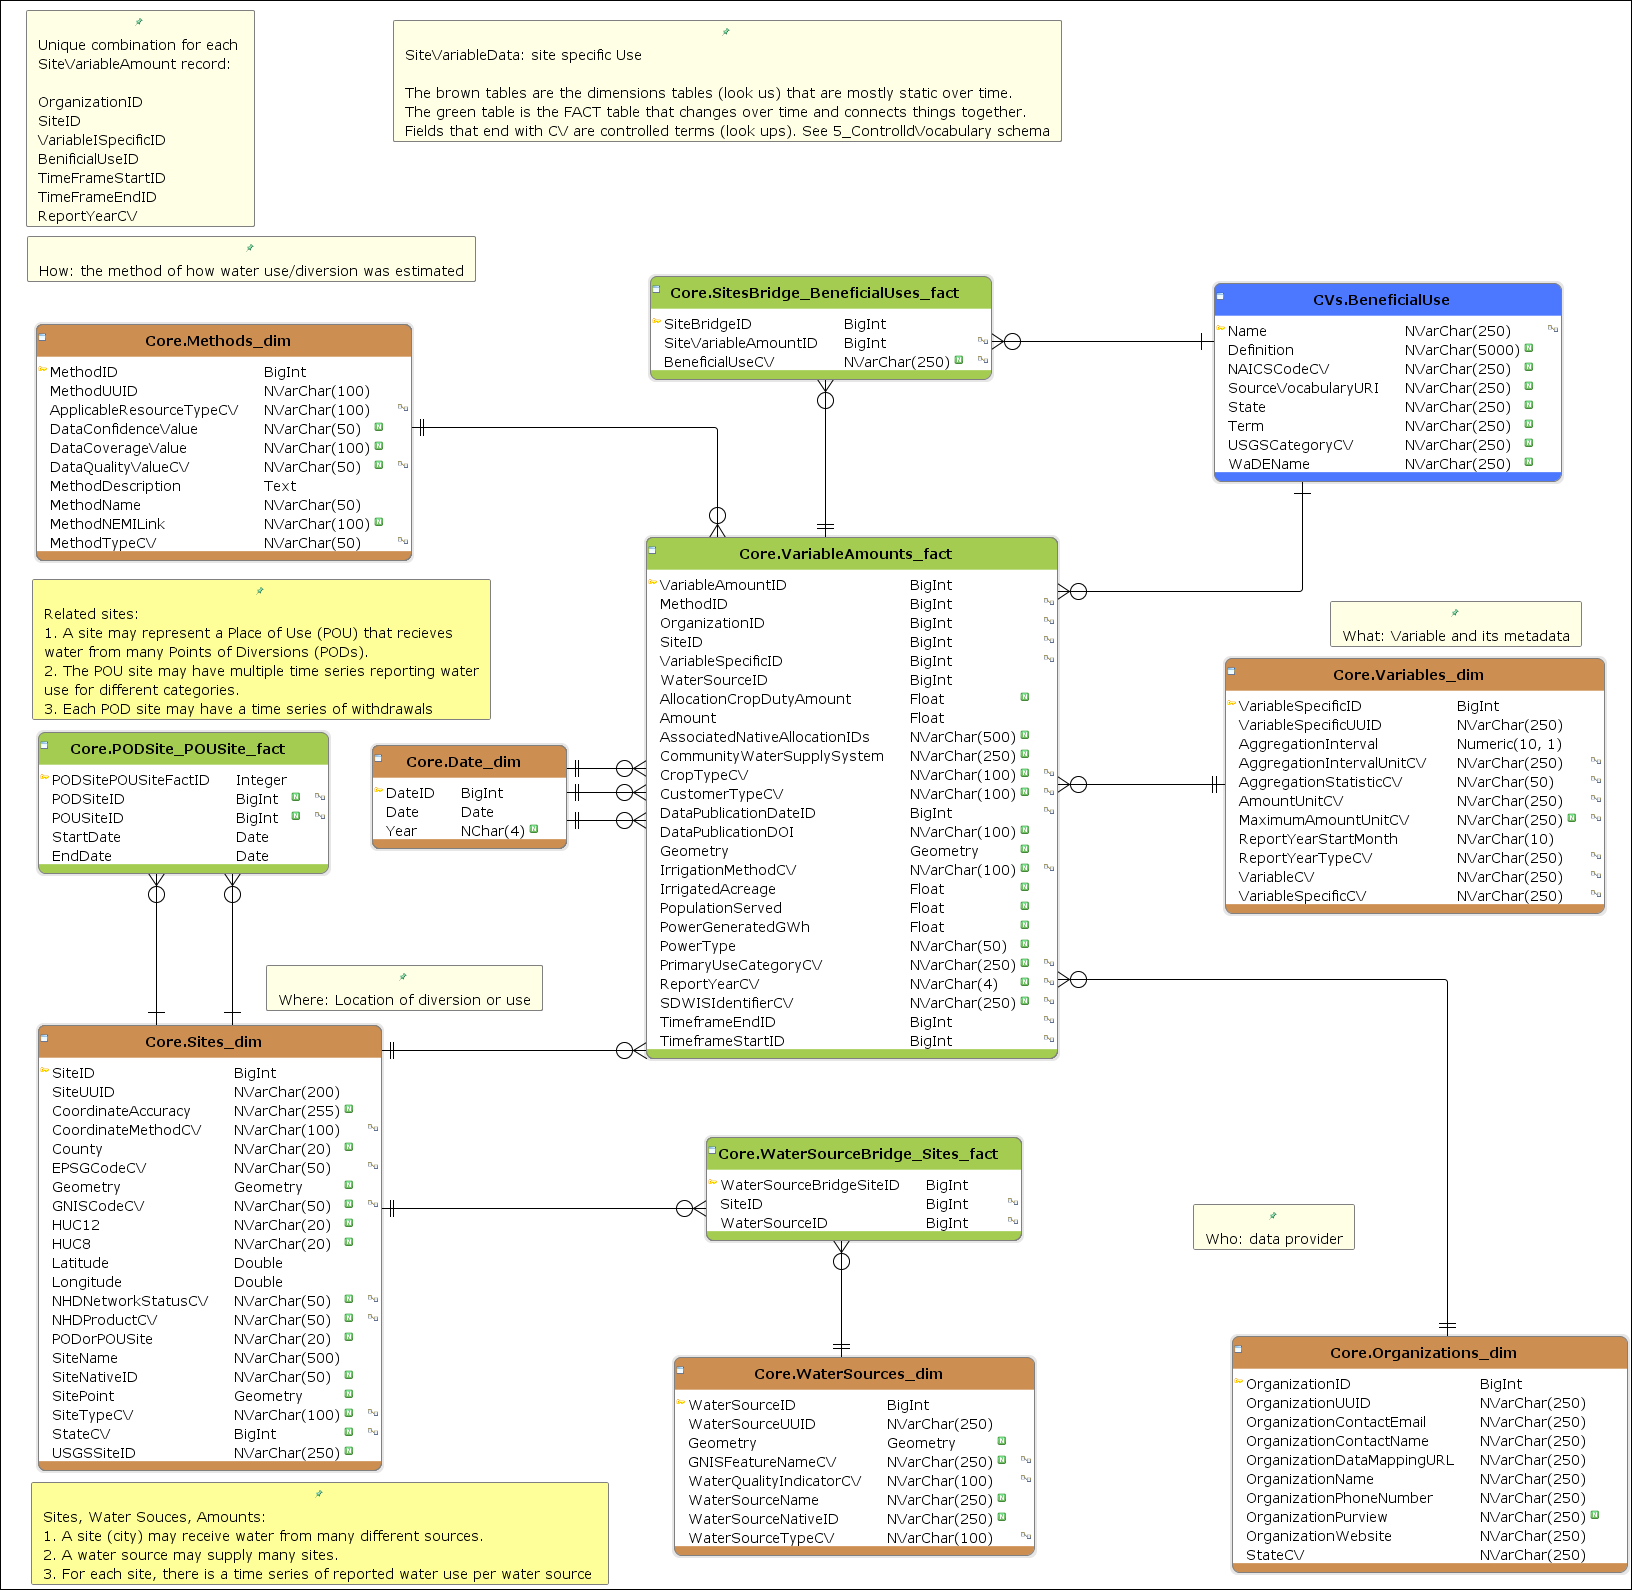 Unique combination for each
SiteVariableAmount record:
OrganizationID
SiteID
VariableISpecificID
BenificialUseID
TimeFrameStartID
TimeFrameEndID
ReportYearCV
SiteVariableData: site specific Use
The brown tables are the dimensions tables (look us) that are mostly static over time.
The green table is the FACT table that changes over time and connects things together.
Fields that end with CV are controlled terms (look ups). See 5_ControlldVocabulary schema
How: the method of how water use/diversion was estimated
Core.Methods_dim
MethodID BigInt
MethodUUID NVarChar(100)
ApplicableResourceTypeCV NVarChar(100)
DataConfidenceValue NVarChar(50) N
DataCoverageValue NVarChar(100) N
DataQualityValueCV NVarChar(50) N
MethodDescription Text
MethodName NVarChar(50)
MethodNEMILink NVarChar(100) N
MethodTypeCV NVarChar(50)
Core.SitesBridge_BeneficialUses_fact
SiteBridgeID BigInt
SiteVariableAmountID BigInt
BeneficialUseCV NVarChar(250) N
CVs.BeneficialUse
Name NVarChar(250)
Definition NVarChar(5000) N
NAICSCodeCV NVarChar(250) N
SourceVocabularyURI NVarChar(250) N
State NVarChar(250) N
Term NVarChar(250) N
USGSCategoryCV NVarChar(250) N
WaDEName NVarChar(250) N
Related sites:
1. A site may represent a Place of Use (POU) that recieves
water from many Points of Diversions (PODs).
2. The POU site may have multiple time series reporting water
use for different categories.
3. Each POD site may have a time series of withdrawals
Core.VariableAmounts_fact
VariableAmountID BigInt
MethodID BigInt
OrganizationID BigInt
SiteID BigInt
VariableSpecificID BigInt
WaterSourceID BigInt
AllocationCropDutyAmount Float N
Amount Float
AssociatedNativeAllocationIDs NVarChar(500) N
CommunityWaterSupplySystem NVarChar(250) N
CropTypeCV NVarChar(100) N
CustomerTypeCV NVarChar(100) N
DataPublicationDateID BigInt
DataPublicationDOI NVarChar(100) N
Geometry Geometry N
IrrigationMethodCV NVarChar(100) N
IrrigatedAcreage Float N
PopulationServed Float N
PowerGeneratedGWh Float N
PowerType NVarChar(50) N
PrimaryUseCategoryCV NVarChar(250) N
ReportYearCV NVarChar(4) N
SDWISIdentifierCV NVarChar(250) N
TimeframeEndID BigInt
TimeframeStartID BigInt
What: Variable and its metadata
Core.Variables_dim
VariableSpecificID BigInt
VariableSpecificUUID NVarChar(250)
AggregationInterval Numeric(10, 1)
AggregationIntervalUnitCV NVarChar(250)
AggregationStatisticCV NVarChar(50)
AmountUnitCV NVarChar(250)
MaximumAmountUnitCV NVarChar(250) N
ReportYearStartMonth NVarChar(10)
ReportYearTypeCV NVarChar(250)
VariableCV NVarChar(250)
VariableSpecificCV NVarChar(250)
Core.PODSite_POUSite_fact
PODSitePOUSiteFactID Integer
PODSiteID BigInt N
POUSiteID BigInt N
StartDate Date
EndDate Date
Core.Date_dim
DateID BigInt
Date Date
Year NChar(4) N
Where: Location of diversion or use
Core.Sites_dim
SiteID BigInt
SiteUUID NVarChar(200)
CoordinateAccuracy NVarChar(255) N
CoordinateMethodCV NVarChar(100)
County NVarChar(20) N
EPSGCodeCV NVarChar(50)
Geometry Geometry N
GNISCodeCV NVarChar(50) N
HUC12 NVarChar(20) N
HUC8 NVarChar(20) N
Latitude Double
Longitude Double
NHDNetworkStatusCV NVarChar(50) N
NHDProductCV NVarChar(50) N
PODorPOUSite NVarChar(20) N
SiteName NVarChar(500)
SiteNativeID NVarChar(50) N
SitePoint Geometry N
SiteTypeCV NVarChar(100) N
StateCV BigInt N
USGSSiteID NVarChar(250) N
Core.WaterSourceBridge_Sites_fact
WaterSourceBridgeSiteID BigInt
SiteID BigInt
WaterSourceID BigInt
Who: data provider
Core.WaterSources_dim
WaterSourceID BigInt
WaterSourceUUID NVarChar(250)
Geometry Geometry N
GNISFeatureNameCV NVarChar(250) N
WaterQualityIndicatorCV NVarChar(100)
WaterSourceName NVarChar(250) N
WaterSourceNativeID NVarChar(250) N
WaterSourceTypeCV NVarChar(100)
Core.Organizations_dim
OrganizationID BigInt
OrganizationUUID NVarChar(250)
OrganizationContactEmail NVarChar(250)
OrganizationContactName NVarChar(250)
OrganizationDataMappingURL NVarChar(250)
OrganizationName NVarChar(250)
OrganizationPhoneNumber NVarChar(250)
OrganizationPurview NVarChar(250) N
OrganizationWebsite NVarChar(250)
StateCV NVarChar(250)
Sites, Water Souces, Amounts:
1. A site (city) may receive water from many different sources.
2. A water source may supply many sites.
3. For each site, there is a time series of reported water use per water source